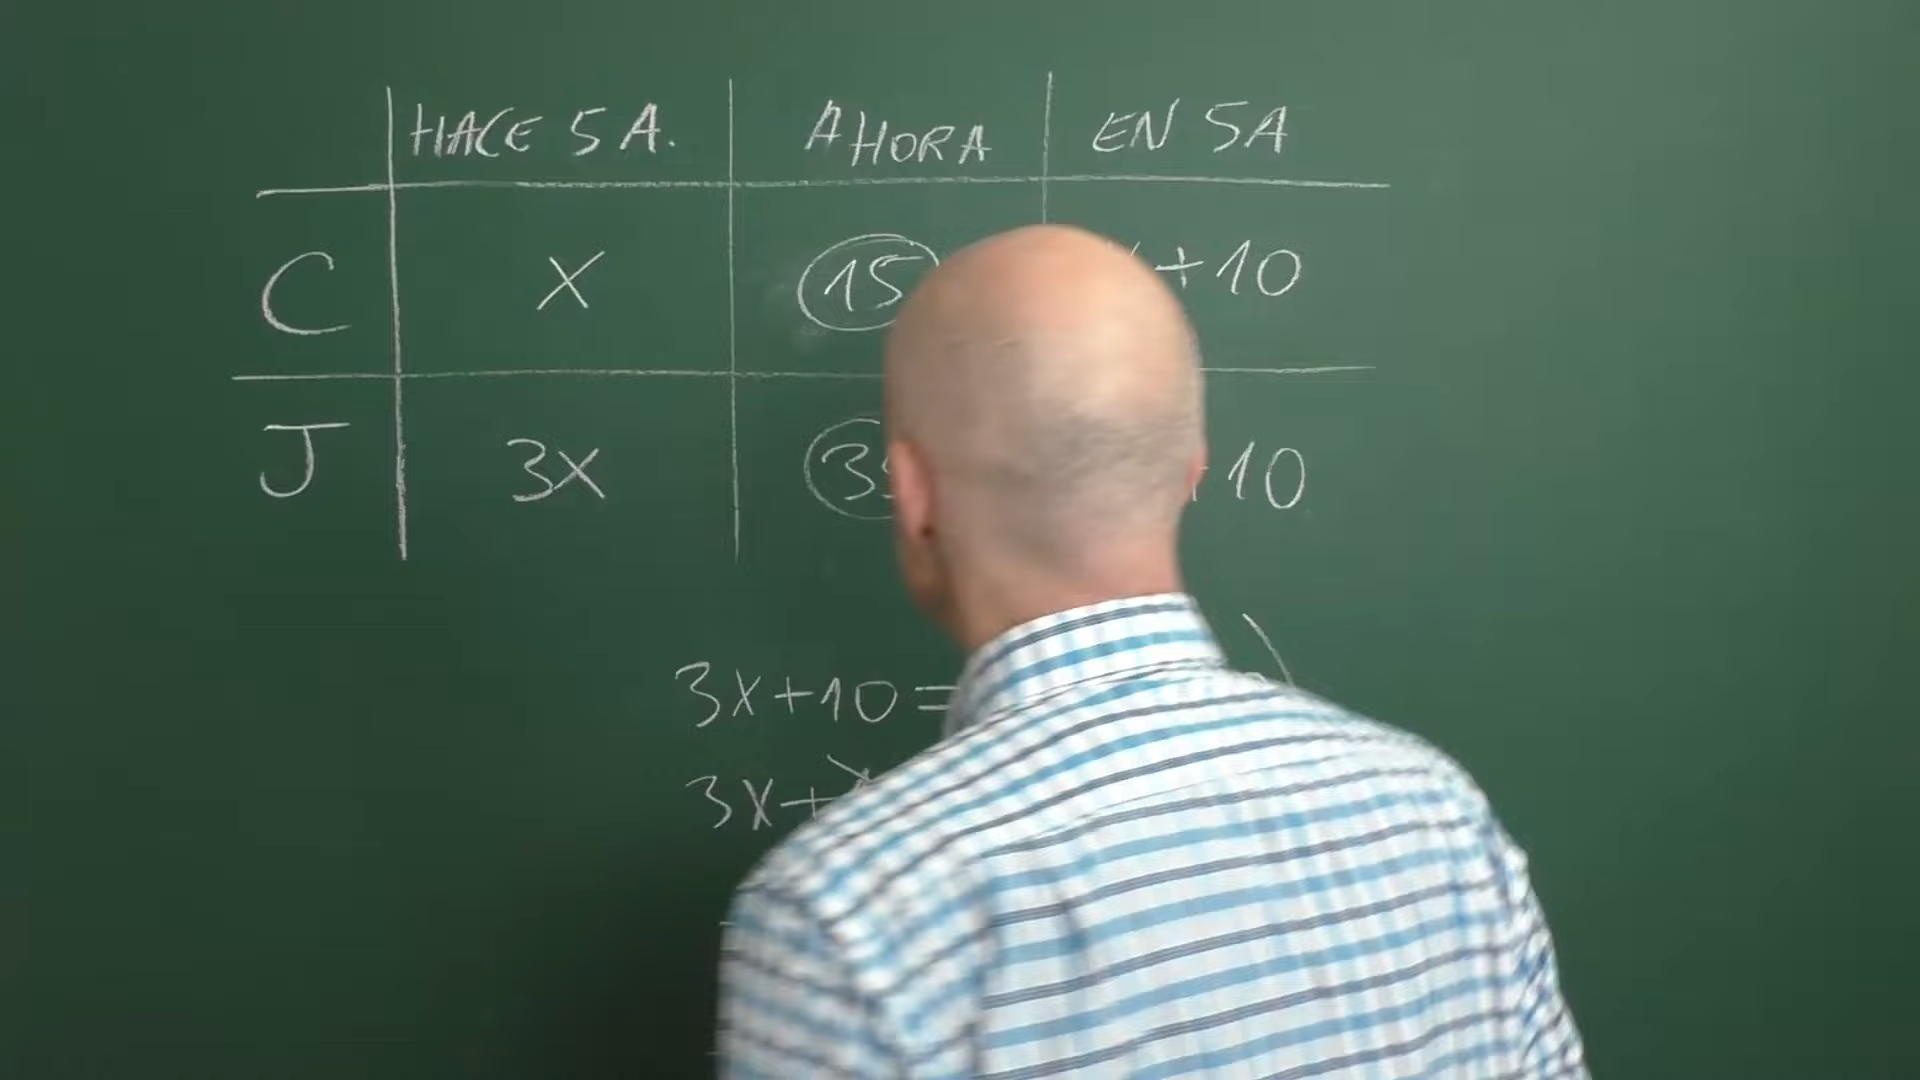 HACE 5 A. AHORA EN 5A
C X 15 +10
J 3X 10
3X+10=
3X+